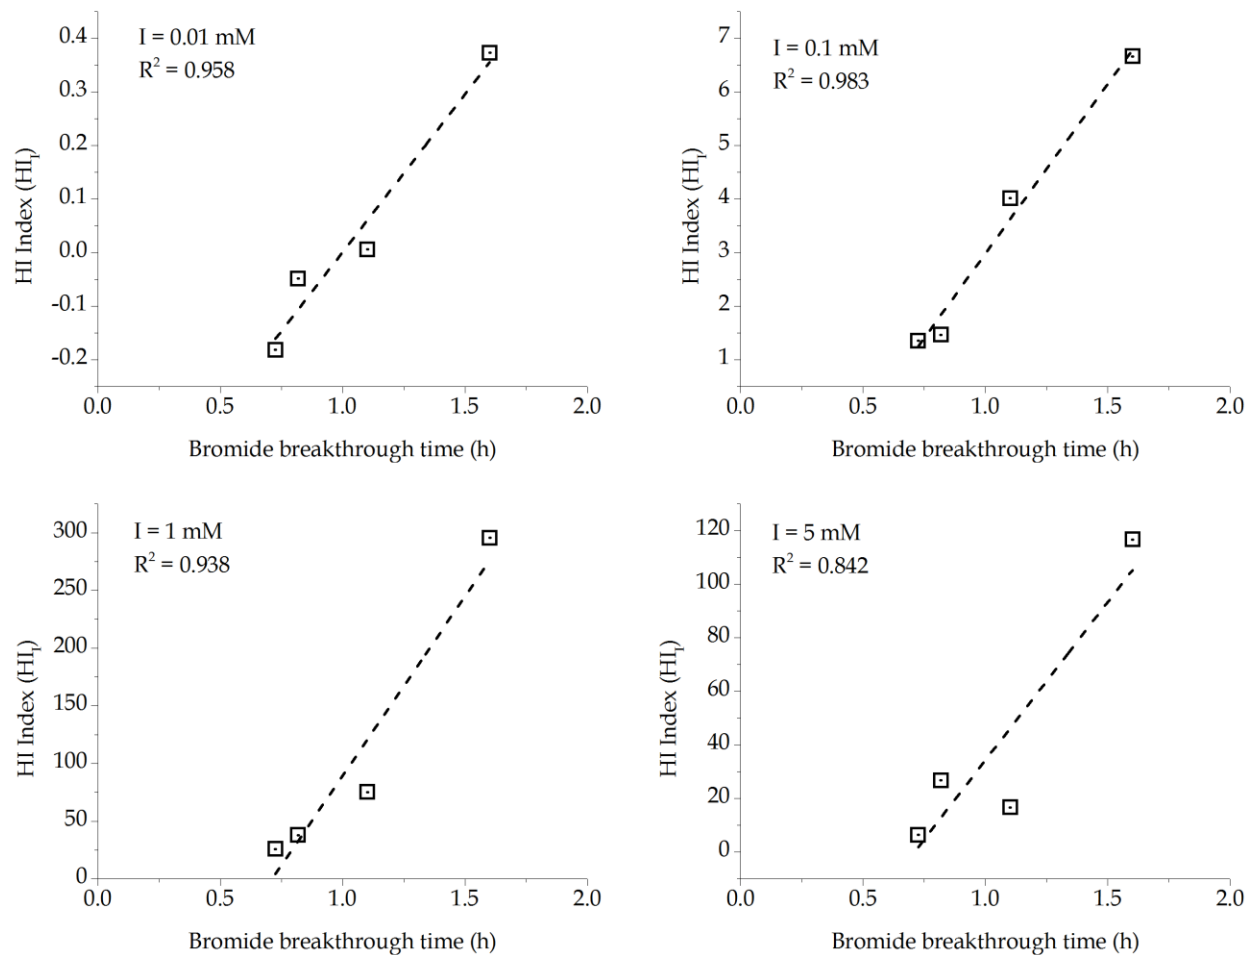 I = 0.01 mM
R² = 0.958
0.4
0.3
0.2
0.1
0.0
-0.1
-0.2
HI Index (HI_I)
0.0 0.5 1.0 1.5 2.0
Bromide breakthrough time (h)
I = 0.1 mM
R² = 0.983
7
6
5
4
3
2
1
HI Index (HI_I)
0.0 0.5 1.0 1.5 2.0
Bromide breakthrough time (h)
I = 1 mM
R² = 0.938
300
250
200
150
100
50
0
HI Index (HI_I)
0.0 0.5 1.0 1.5 2.0
Bromide breakthrough time (h)
I = 5 mM
R² = 0.842
120
100
80
60
40
20
0
HI Index (HI_I)
0.0 0.5 1.0 1.5 2.0
Bromide breakthrough time (h)